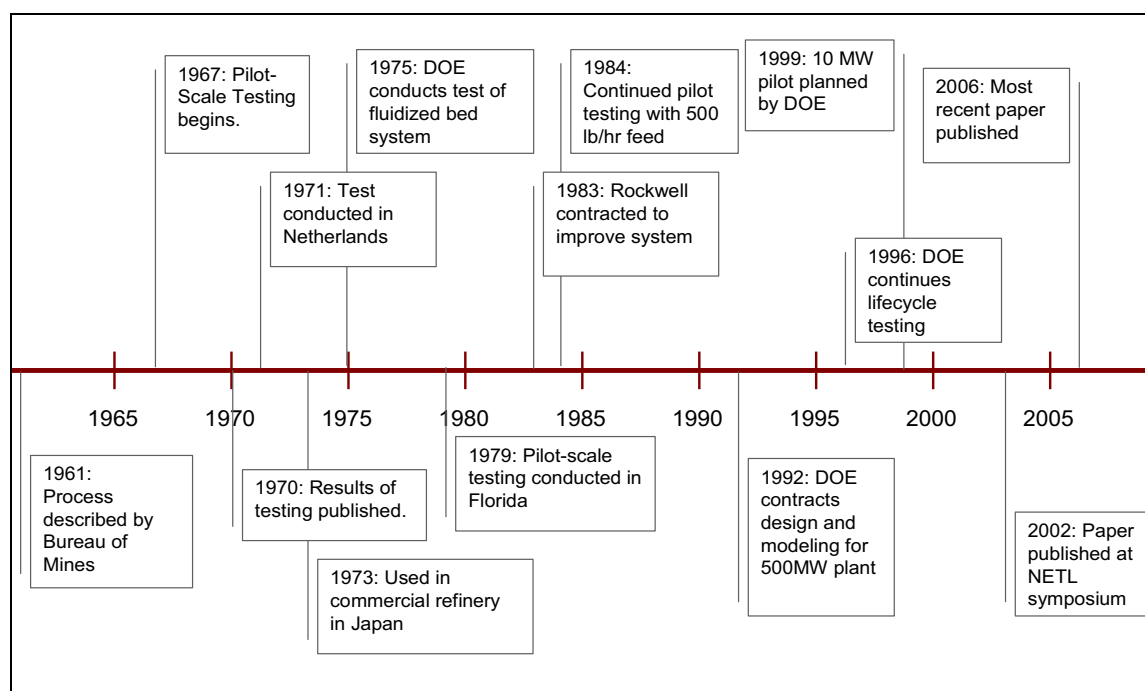 1967: Pilot-
Scale Testing
begins.
1975: DOE
conducts test of
fluidized bed
system
1984:
Continued pilot
testing with 500
lb/hr feed
1999: 10 MW
pilot planned
by DOE
2006: Most
recent paper
published
1971: Test
conducted in
Netherlands
1983: Rockwell
contracted to
improve system
1996: DOE
continues
lifecycle
testing
1965
1970
1975
1980
1985
1990
1995
2000
2005
1961:
Process
described by
Bureau of
Mines
1970: Results of
testing published.
1973: Used in
commercial refinery
in Japan
1979: Pilot-scale
testing conducted in
Florida
1992: DOE
contracts
design and
modeling for
500MW plant
2002: Paper
published at
NETL
symposium